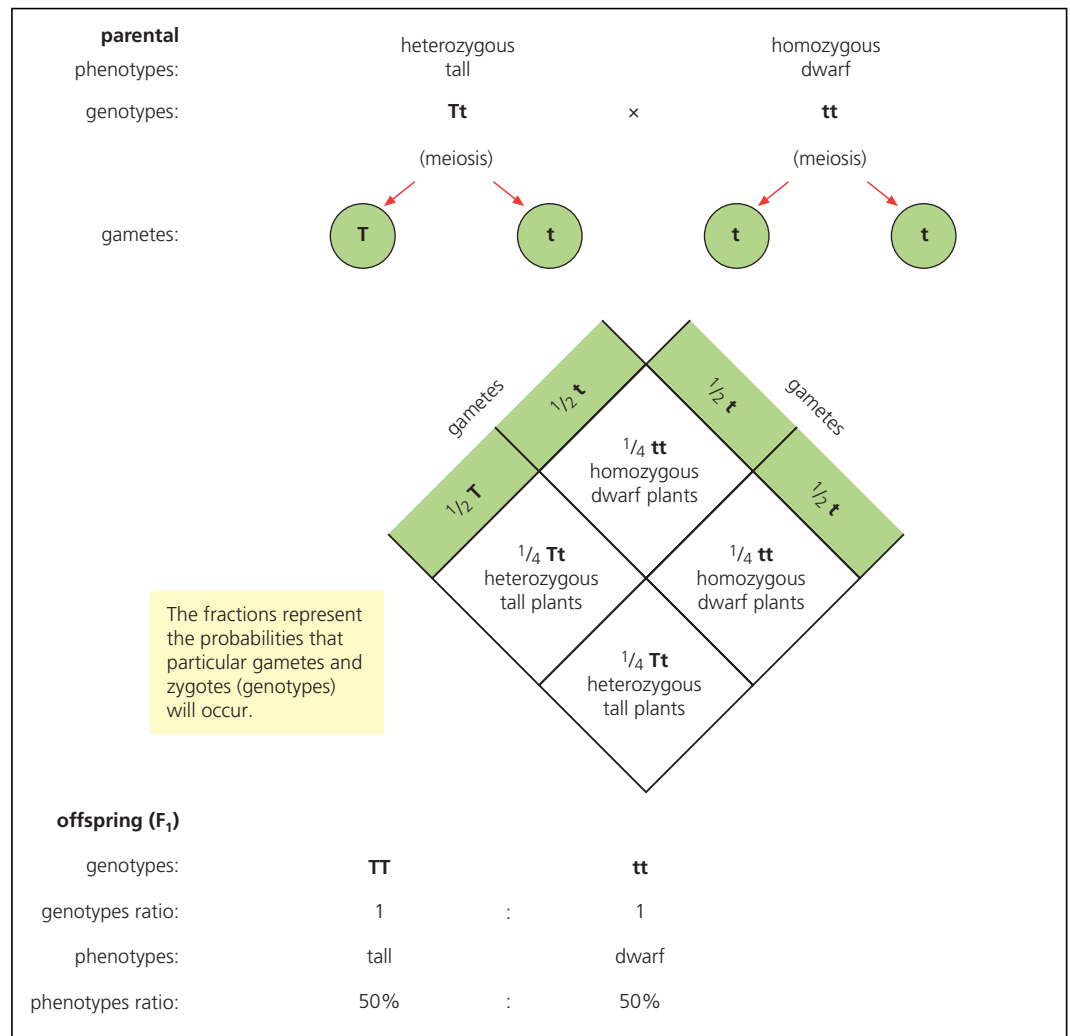 parental
phenotypes: heterozygous tall homozygous dwarf
genotypes: Tt × tt
(meiosis) (meiosis)
gametes: T t t t
gametes gametes
1/2 t 1/2 t
1/2 T 1/2 t
1/4 tt
homozygous
dwarf plants
1/4 Tt
heterozygous
tall plants
1/4 tt
homozygous
dwarf plants
1/4 Tt
heterozygous
tall plants
The fractions represent
the probabilities that
particular gametes and
zygotes (genotypes)
will occur.
offspring (F1)
genotypes: TT tt
genotypes ratio: 1 : 1
phenotypes: tall dwarf
phenotypes ratio: 50% : 50%